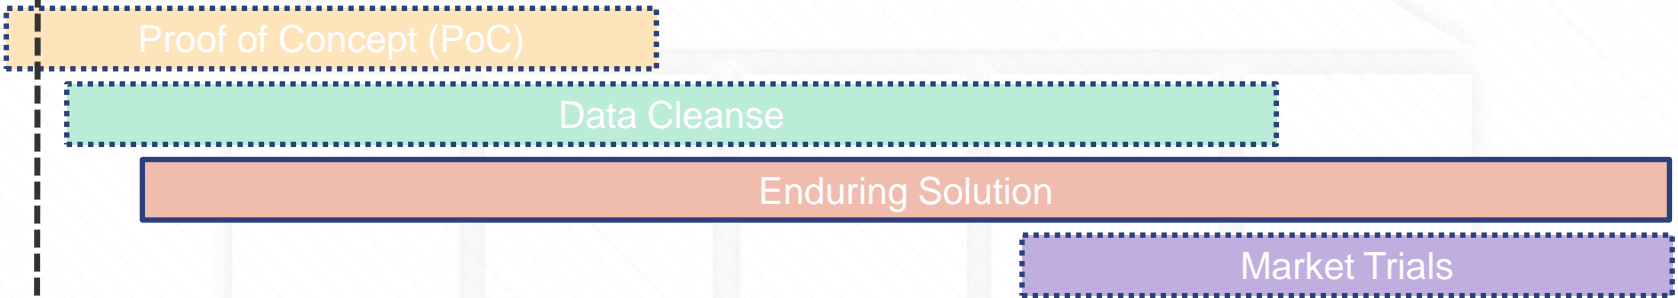 Proof of Concept (PoC)
Data Cleanse
Enduring Solution
Market Trials